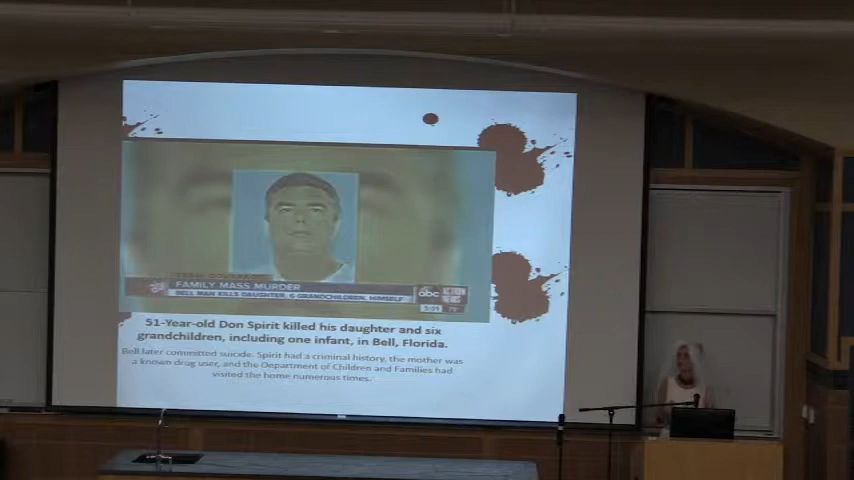 FAMILY MASS MURDER
BELL MAN KILLS DAUGHTER, 6 GRANDCHILDREN, HIMSELF
abc
ACTION
NEWS
51-Year-old Don Spirit killed his daughter and six
grandchildren, including one infant, in Bell, Florida.
Bell later committed suicide. Spirit had a criminal history, the mother was
a known drug user, and the Department of Children and Families had
visited the home numerous times.